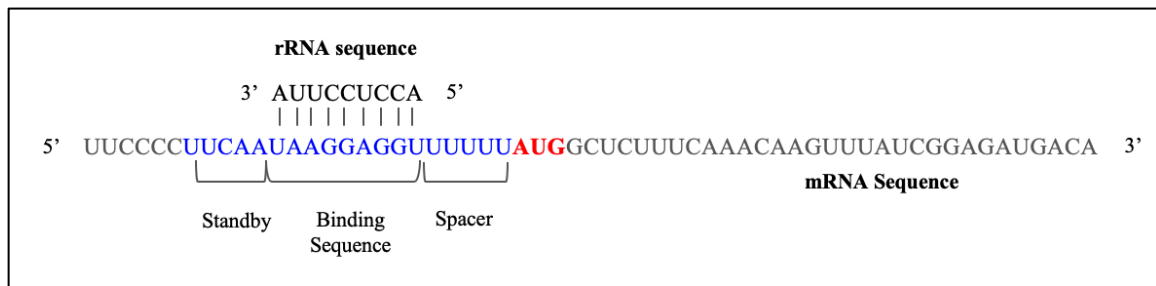 rRNA sequence
3' AUUCCUCCA 5'
5' UUCCCCUUCAAUAAGGAGGUUUUUUAUGGCUCUUUCAAACAAGUUUAUCGGAGAUGACA 3'
mRNA Sequence
Standby Binding Spacer
Sequence